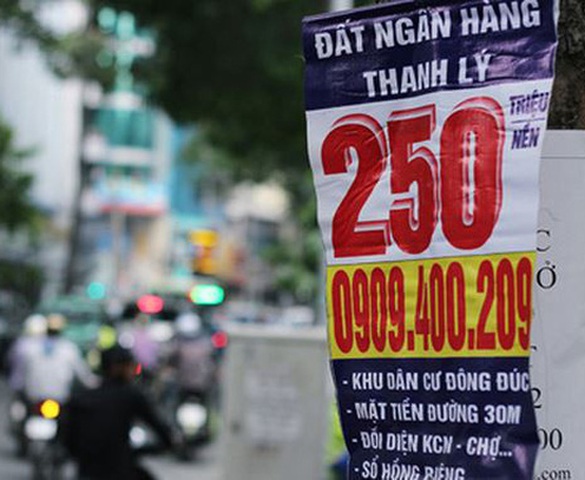 ĐẤT NGÂN HÀNG
THANH LÝ
250
TRIỆU
NỀN
0909.400.209
- KHU DÂN CƯ ĐÔNG ĐÚC
- MẶT TIỀN ĐƯỜNG 30M
- ĐỐI DIỆN KCN - CHỢ...
- SỔ HỒNG RIÊNG